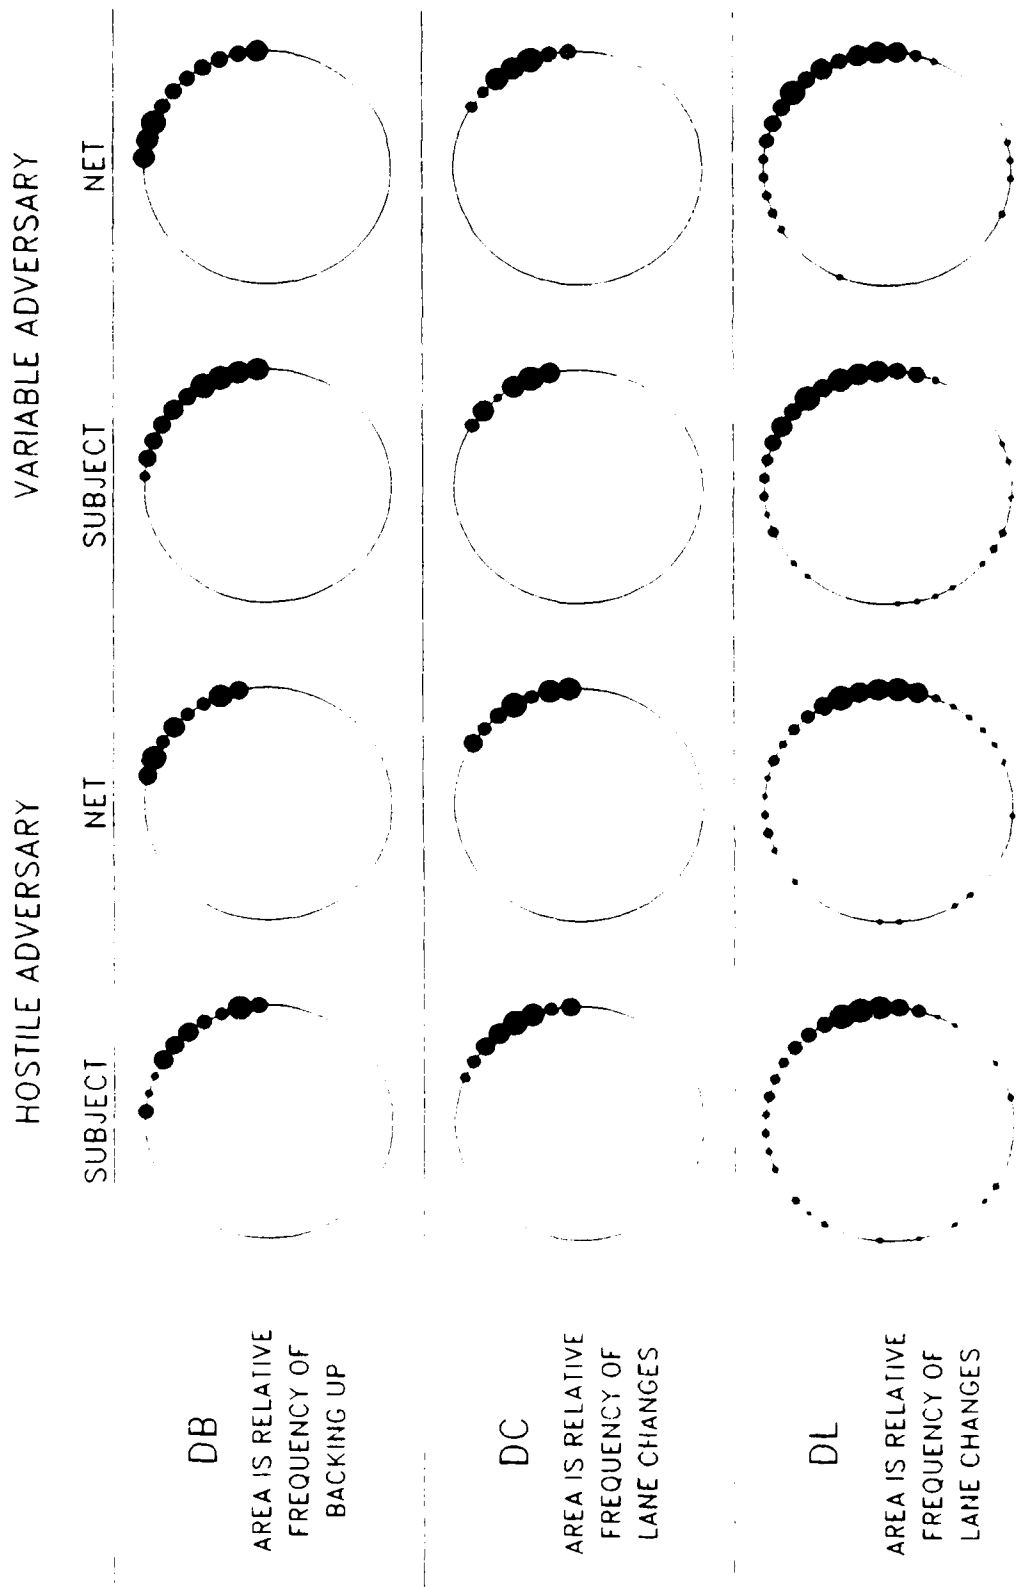 HOSTILE ADVERSARY
VARIABLE ADVERSARY
SUBJECT
NET
SUBJECT
NET
DB
AREA IS RELATIVE
FREQUENCY OF
BACKING UP
DC
AREA IS RELATIVE
FREQUENCY OF
LANE CHANGES
DL
AREA IS RELATIVE
FREQUENCY OF
LANE CHANGES